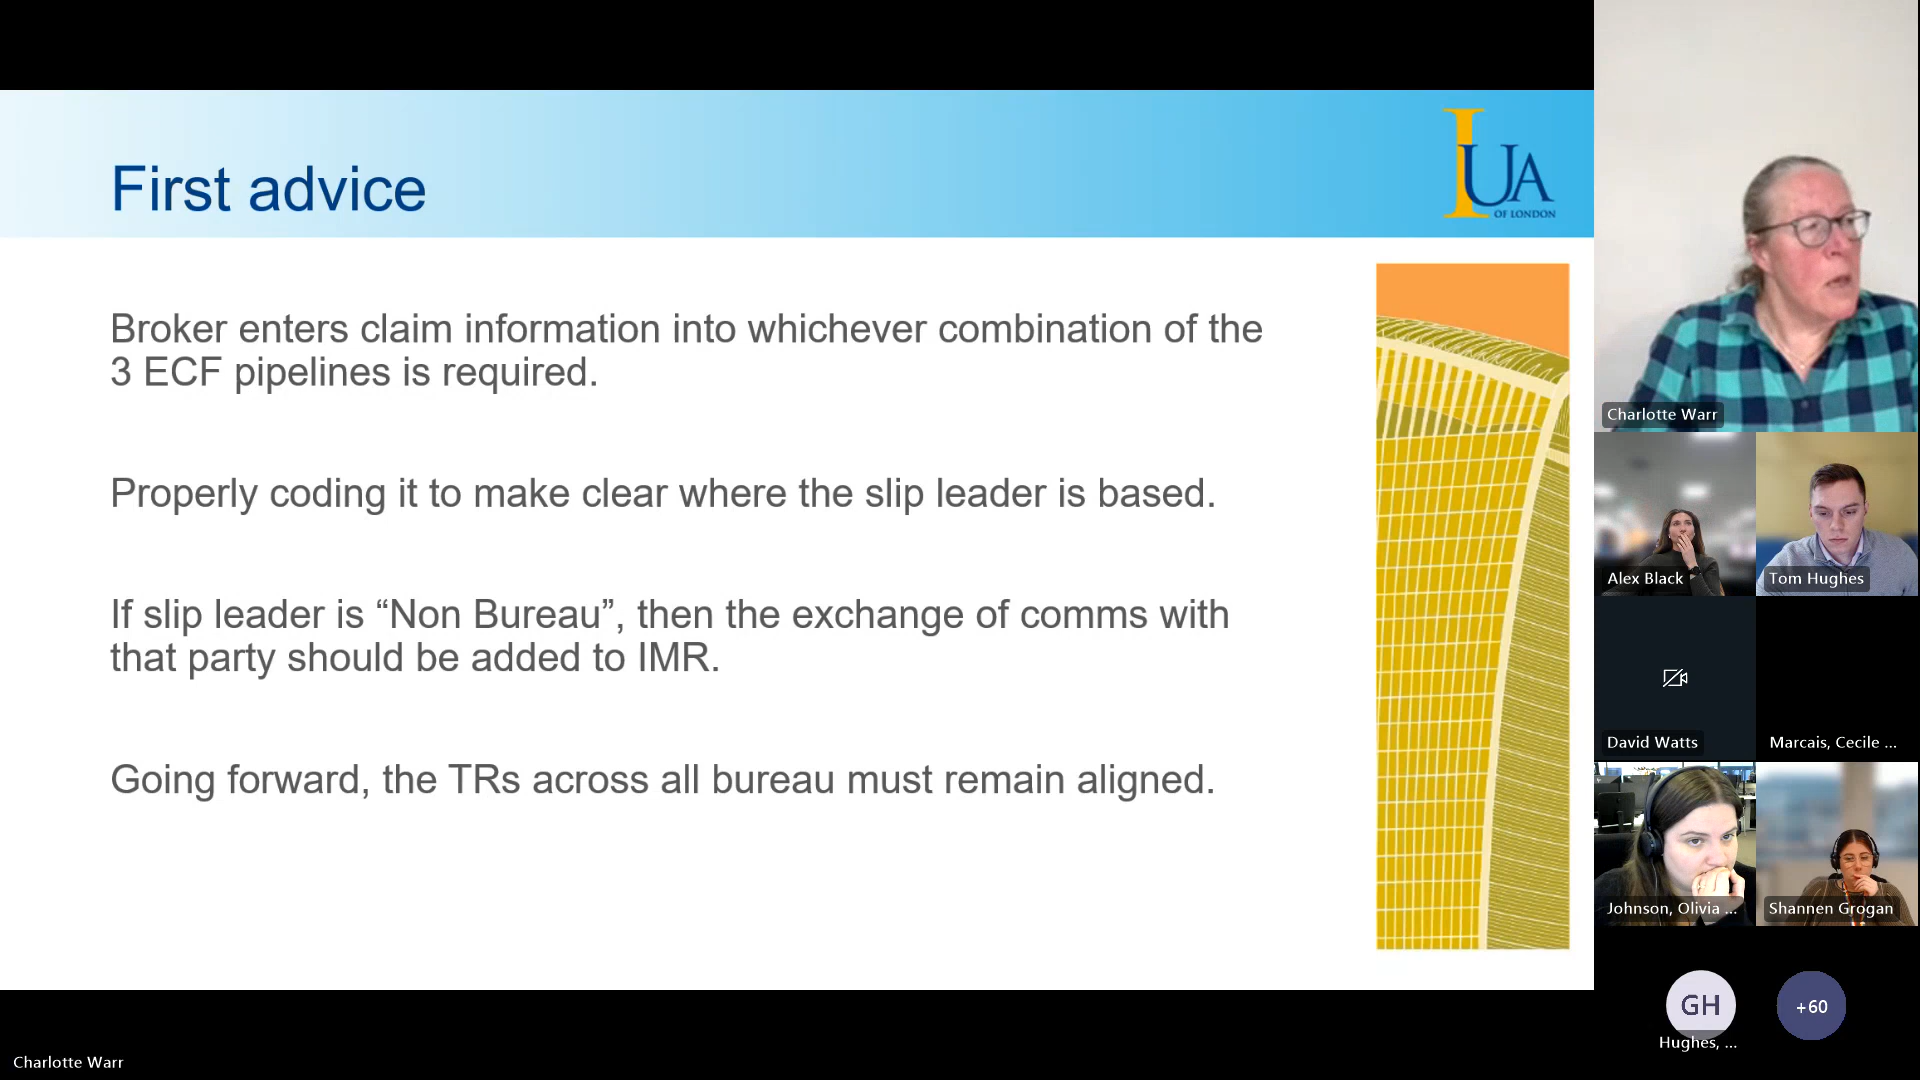 First advice
IUA
OF LONDON
Broker enters claim information into whichever combination of the
3 ECF pipelines is required.
Properly coding it to make clear where the slip leader is based.
If slip leader is “Non Bureau”, then the exchange of comms with
that party should be added to IMR.
Going forward, the TRs across all bureau must remain aligned.
Charlotte Warr
Alex Black
Tom Hughes
David Watts
Marcais, Cecile ...
Johnson, Olivia ...
Shannen Grogan
GH
+60
Hughes, ...
Charlotte Warr